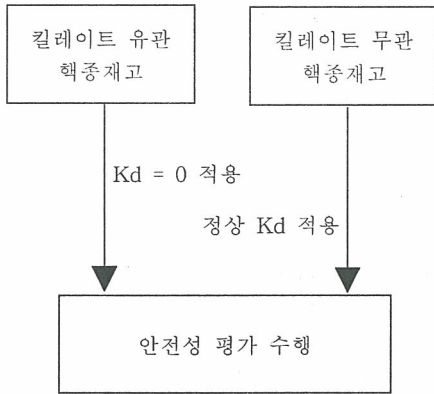 킬레이트 유관
핵종재고
킬레이트 무관
핵종재고
Kd = 0 적용
정상 Kd 적용
안전성 평가 수행